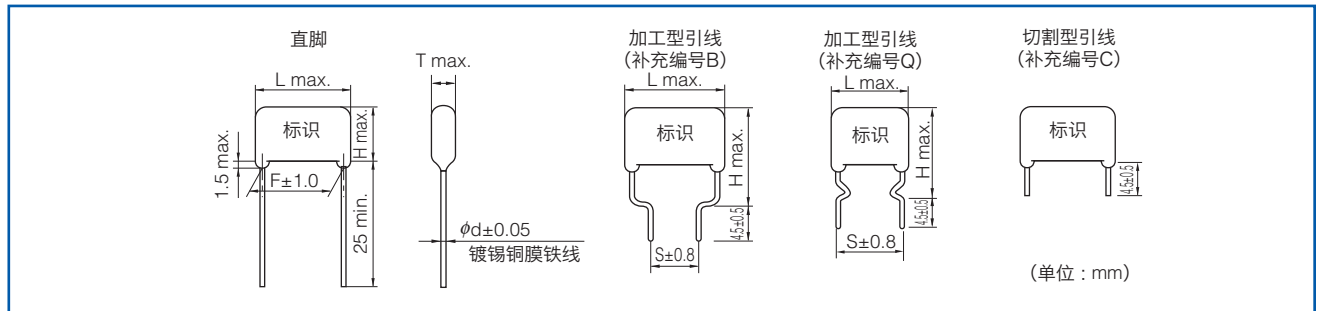 直脚
L max.
标识
H max.
1.5 max.
F±1.0
25 min.
T max.
φd±0.05
镀锡铜膜铁线
加工型引线
（补充编号B）
L max.
标识
H max.
4.5±0.5
S±0.8
加工型引线
（补充编号Q）
L max.
标识
H max.
4.5±0.5
S±0.8
切割型引线
（补充编号C）
标识
4.5±0.5
（单位 : mm）